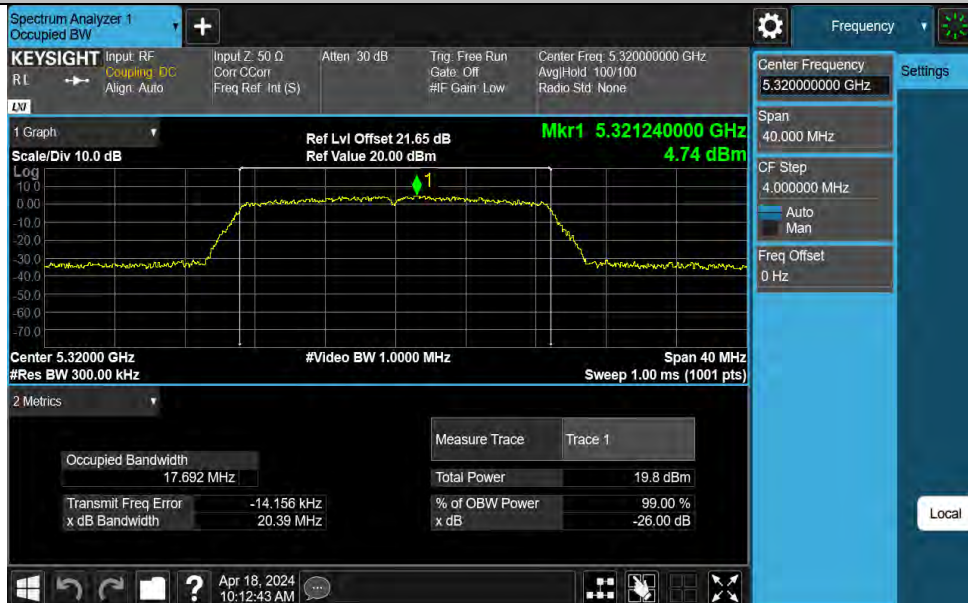 Spectrum Analyzer 1
Occupied BW
+
Frequency
KEYSIGHT
Input: RF
Coupling: DC
Align: Auto
Input Z: 50 Ω
Corr CCorr
Freq Ref: Int (S)
Atten: 30 dB
Trig: Free Run
Gate: Off
#IF Gain: Low
Center Freq: 5.320000000 GHz
Avg|Hold: 100/100
Radio Std: None
LXI
Center Frequency
5.320000000 GHz
Settings
Span
40.000 MHz
CF Step
4.000000 MHz
Auto
Man
Freq Offset
0 Hz
1 Graph
Scale/Div 10.0 dB
Ref Lvl Offset 21.65 dB
Ref Value 20.00 dBm
Mkr1 5.321240000 GHz
4.74 dBm
Log
10.0
0.00
-10.0
-20.0
-30.0
-40.0
-50.0
-60.0
-70.0
1
Center 5.32000 GHz
#Res BW 300.00 kHz
#Video BW 1.0000 MHz
Span 40 MHz
Sweep 1.00 ms (1001 pts)
2 Metrics
Measure Trace Trace 1
Occupied Bandwidth
17.692 MHz
Total Power 19.8 dBm
Transmit Freq Error -14.156 kHz
% of OBW Power 99.00 %
x dB Bandwidth 20.39 MHz
x dB -26.00 dB
Local
?
Apr 18, 2024
10:12:43 AM